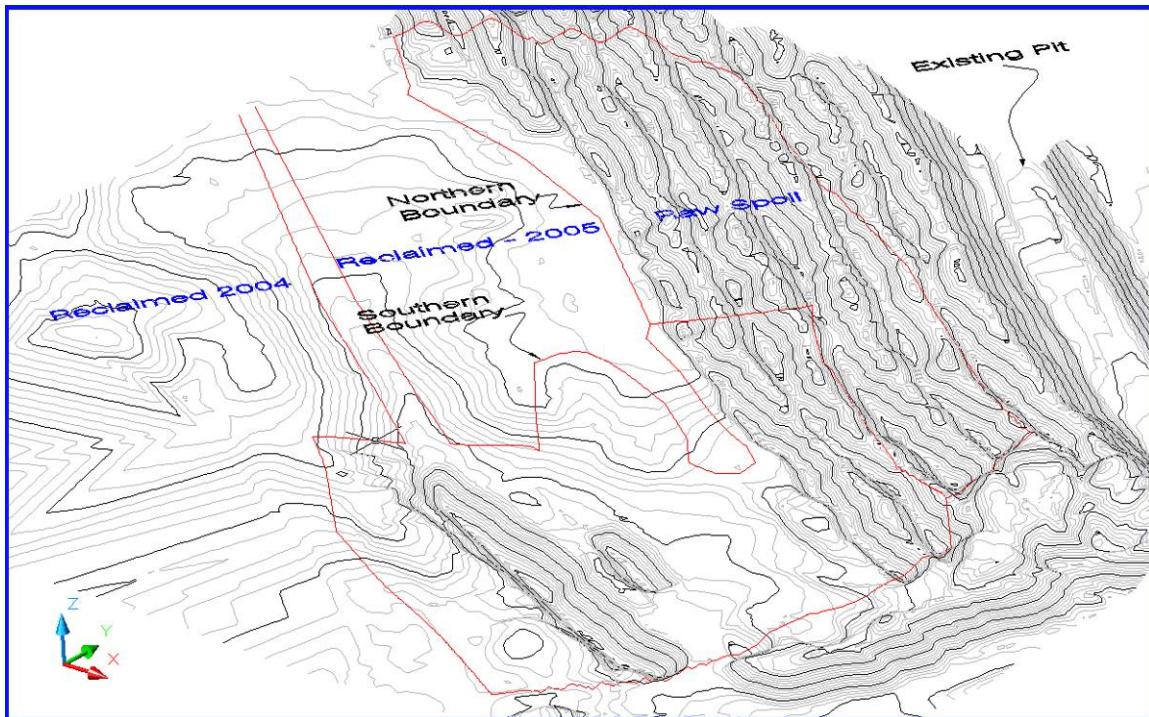 Existing Pit
Northern
Boundary
Raw Spoil
Reclaimed - 2005
Reclaimed 2004
Southern
Boundary
Z
Y
X